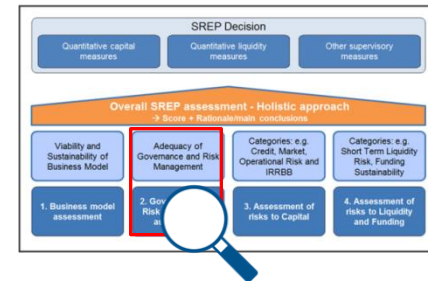 SREP Decision
Quantitative capital
measures
Quantitative liquidity
measures
Other supervisory
measures
Overall SREP assessment - Holistic approach
→ Score + Rationale/main conclusions
Viability and
Sustainability of
Business Model
Adequacy of
Governance and Risk
Management
Categories: e.g.
Credit, Market,
Operational Risk and
IRRBB
Categories: e.g.
Short Term Liquidity
Risk, Funding
Sustainability
1. Business model
assessment
2.
Risk
3. Assessment of
risks to Capital
4. Assessment of
risks to Liquidity
and Funding